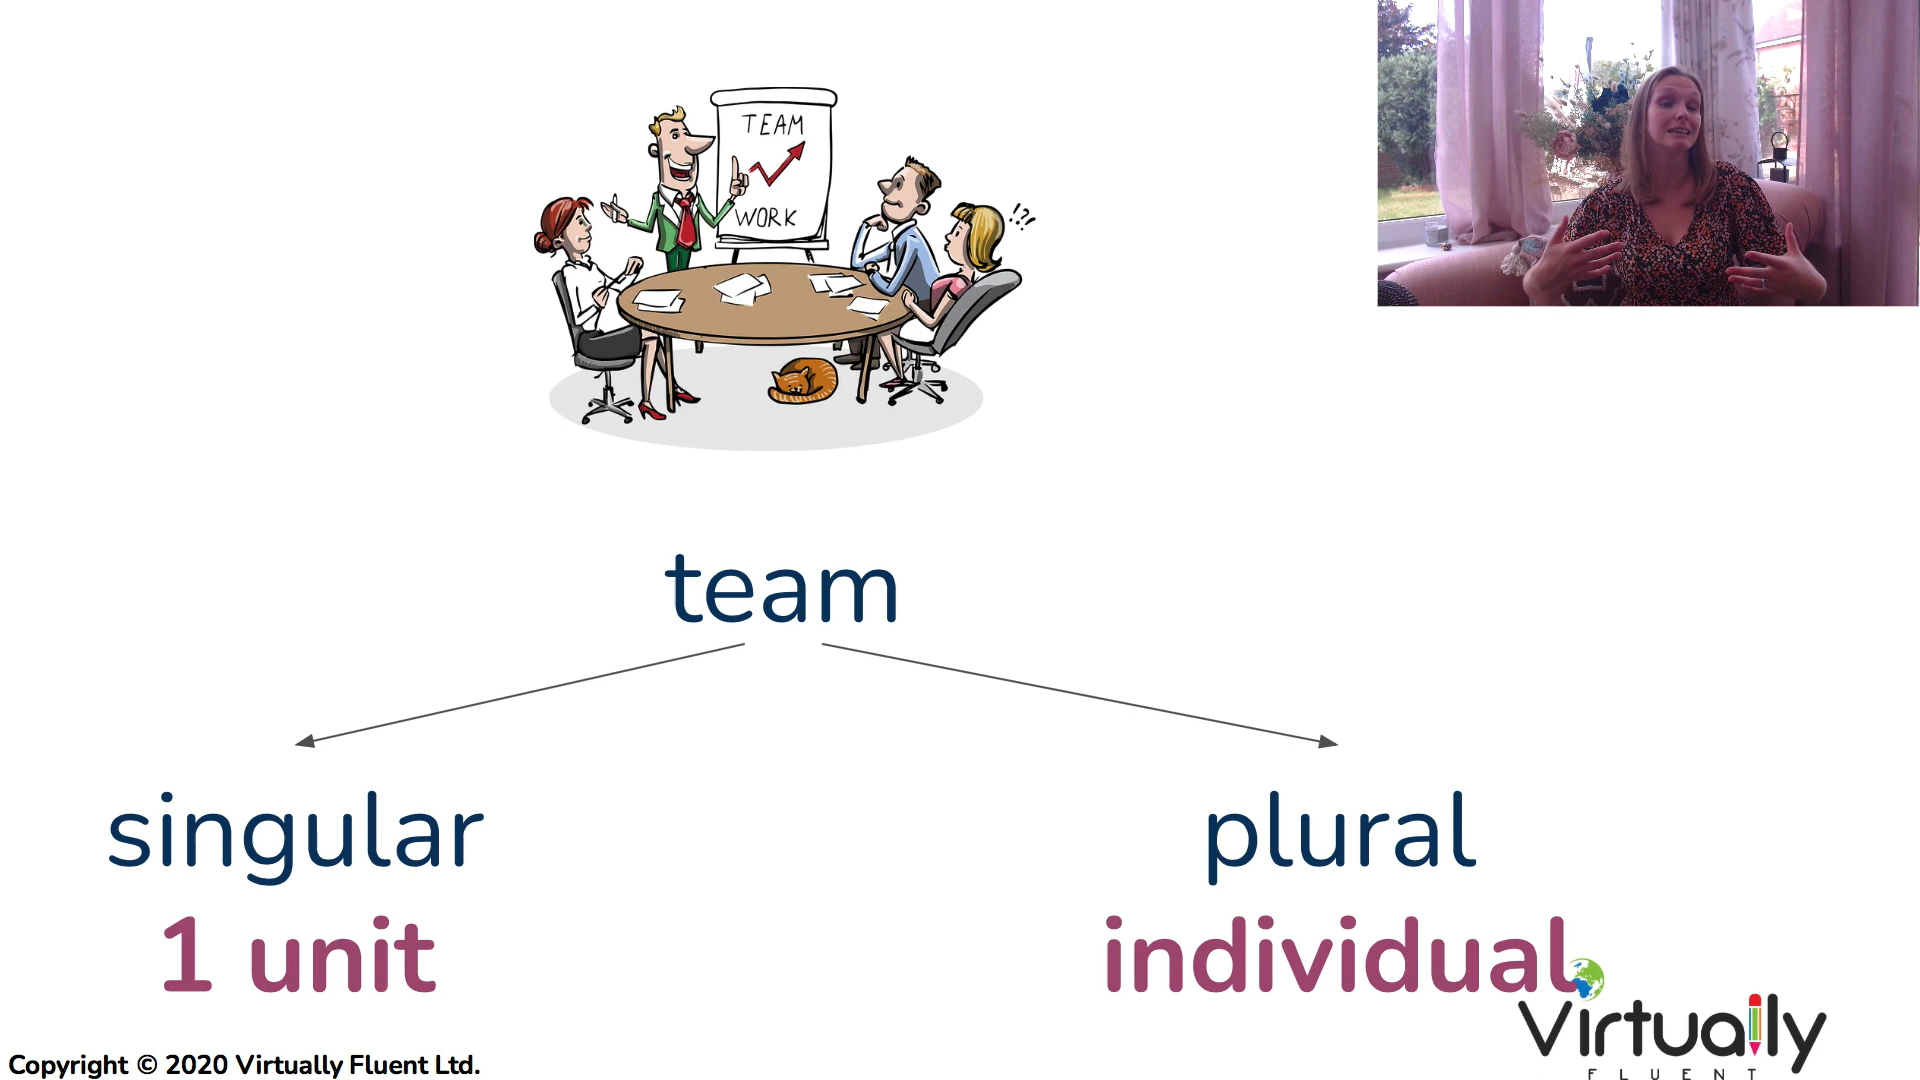 TEAM
WORK
!?!
team
singular
plural
1 unit
individual
Virtually
FLUENT
Copyright © 2020 Virtually Fluent Ltd.